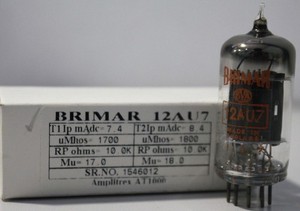 BRIMAR 12AU7
T1Ip mAdc=7.4 T2Ip mAdc=8.4
uMhos= 1700 uMhos= 1800
RP ohms= 10.0K RP ohms= 10.0K
Mu= 17.0 Mu= 18.0
SR.NO. 1546012
Amplitrex AT1000
BRIMAR
12AU7